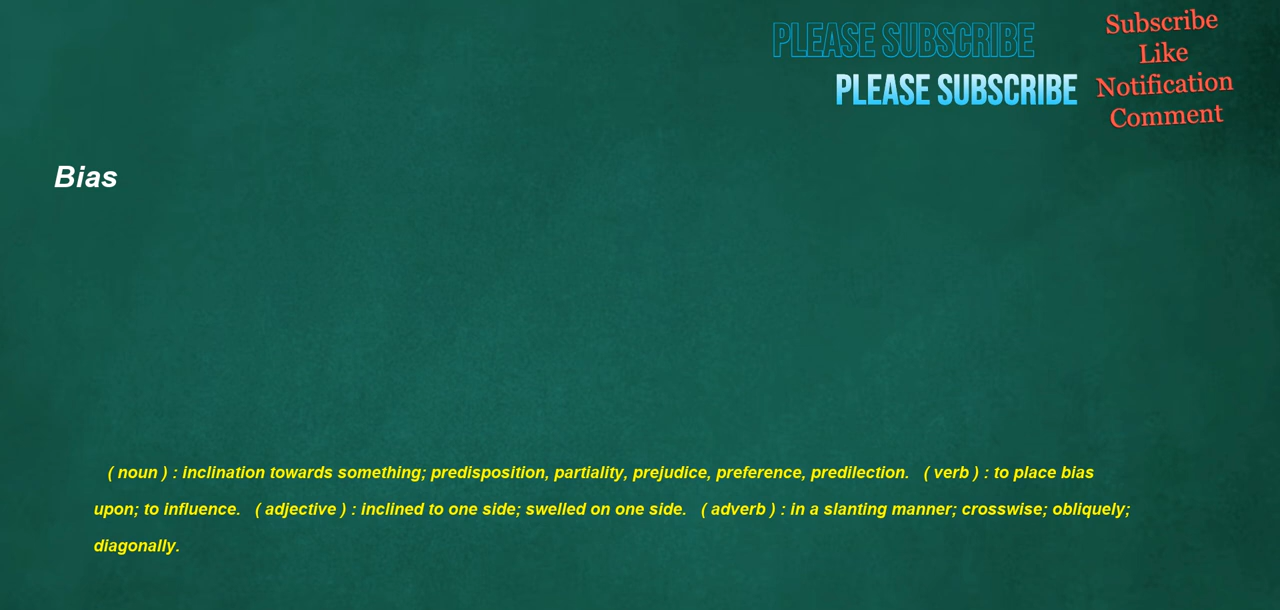 PLEASE SUBSCRIBE
PLEASE SUBSCRIBE
Subscribe
Like
Notification
Comment
Bias
( noun ) : inclination towards something; predisposition, partiality, prejudice, preference, predilection. ( verb ) : to place bias
upon; to influence. ( adjective ) : inclined to one side; swelled on one side. ( adverb ) : in a slanting manner; crosswise; obliquely;
diagonally.